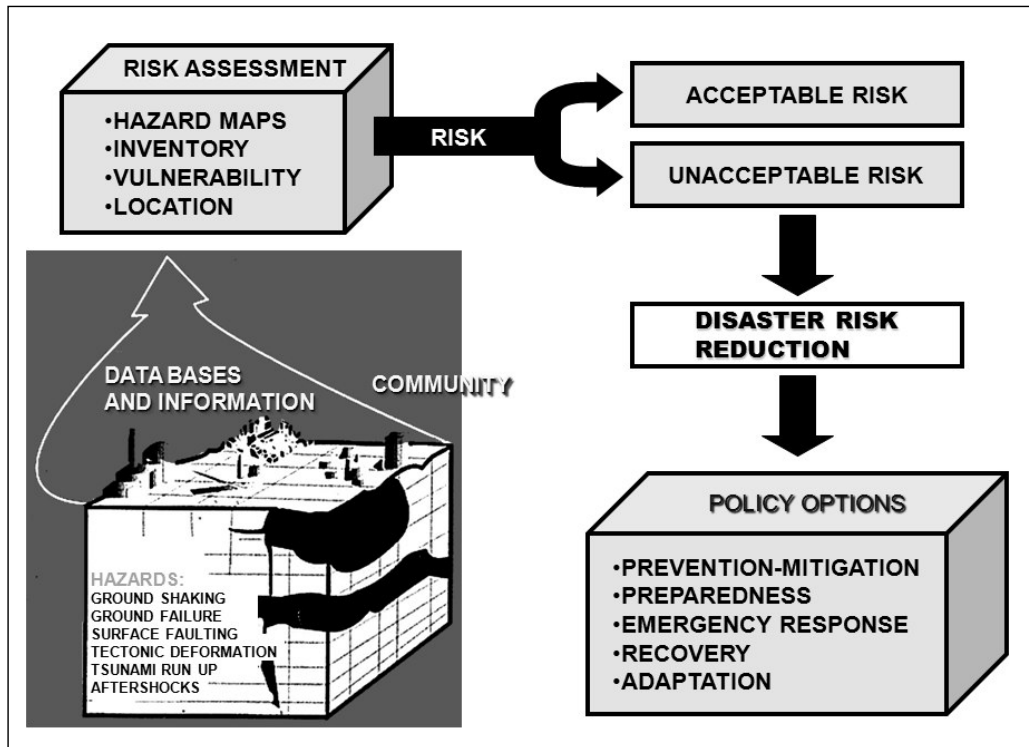 RISK ASSESSMENT
•HAZARD MAPS
•INVENTORY
•VULNERABILITY
•LOCATION
RISK
ACCEPTABLE RISK
UNACCEPTABLE RISK
DISASTER RISK
REDUCTION
DATA BASES
AND INFORMATION
COMMUNITY
HAZARDS:
GROUND SHAKING
GROUND FAILURE
SURFACE FAULTING
TECTONIC DEFORMATION
TSUNAMI RUN UP
AFTERSHOCKS
POLICY OPTIONS
•PREVENTION-MITIGATION
•PREPAREDNESS
•EMERGENCY RESPONSE
•RECOVERY
•ADAPTATION